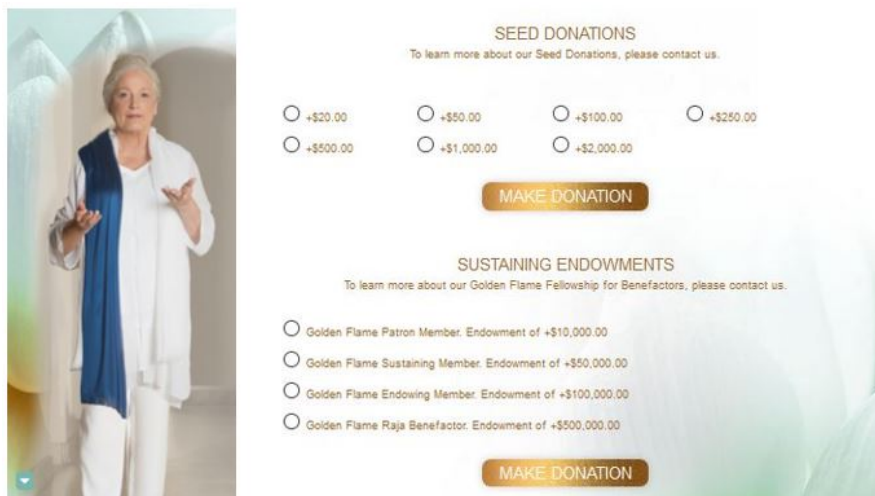 SEED DONATIONS
To learn more about our Seed Donations, please contact us.
+$20.00 +$50.00 +$100.00 +$250.00
+$500.00 +$1,000.00 +$2,000.00
MAKE DONATION
SUSTAINING ENDOWMENTS
To learn more about our Golden Flame Fellowship for Benefactors, please contact us.
Golden Flame Patron Member. Endowment of +$10,000.00
Golden Flame Sustaining Member. Endowment of +$50,000.00
Golden Flame Endowing Member. Endowment of +$100,000.00
Golden Flame Raja Benefactor. Endowment of +$500,000.00
MAKE DONATION